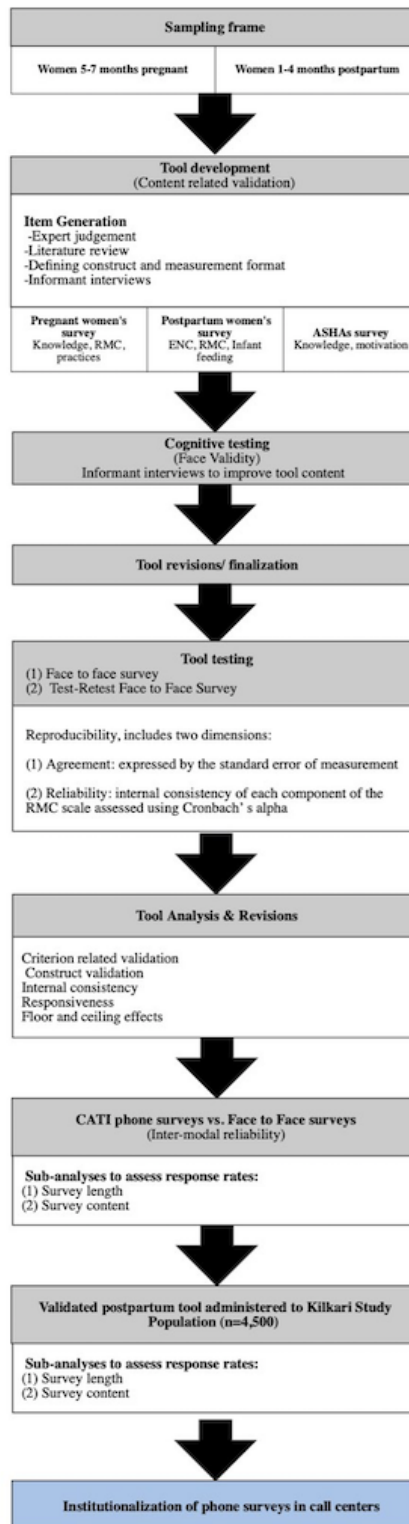 Sampling frame
Women 5-7 months pregnant
Women 1-4 months postpartum
Tool development
(Content related validation)
Item Generation
-Expert judgement
-Literature review
-Defining construct and measurement format
-Informant interviews
Pregnant women's
survey
Knowledge, RMC,
practices
Postpartum women's
survey
ENC, RMC, Infant
feeding
ASHAs survey
Knowledge, motivation
Cognitive testing
(Face Validity)
Informant interviews to improve tool content
Tool revisions/ finalization
Tool testing
(1) Face to face survey
(2) Test-Retest Face to Face Survey
Reproducibility, includes two dimensions:
(1) Agreement: expressed by the standard error of measurement
(2) Reliability: internal consistency of each component of the
RMC scale assessed using Cronbach' s alpha
Tool Analysis & Revisions
Criterion related validation
Construct validation
Internal consistency
Responsiveness
Floor and ceiling effects
CATI phone surveys vs. Face to Face surveys
(Inter-modal reliability)
Sub-analyses to assess response rates:
(1) Survey length
(2) Survey content
Validated postpartum tool administered to Kilkari Study
Population (n=4,500)
Sub-analyses to assess response rates:
(1) Survey length
(2) Survey content
Institutionalization of phone surveys in call centers